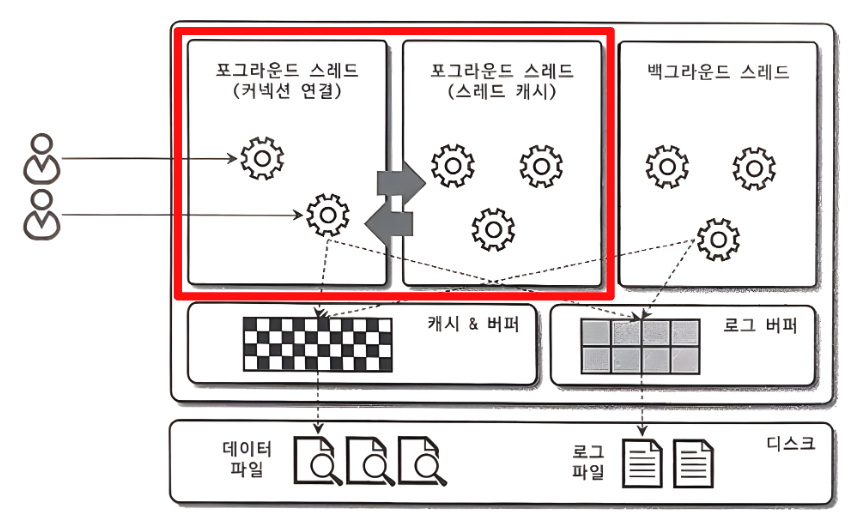 포그라운드 스레드
(커넥션 연결)
포그라운드 스레드
(스레드 캐시)
백그라운드 스레드
캐시 & 버퍼
로그 버퍼
데이터
파일
로그
파일
디스크